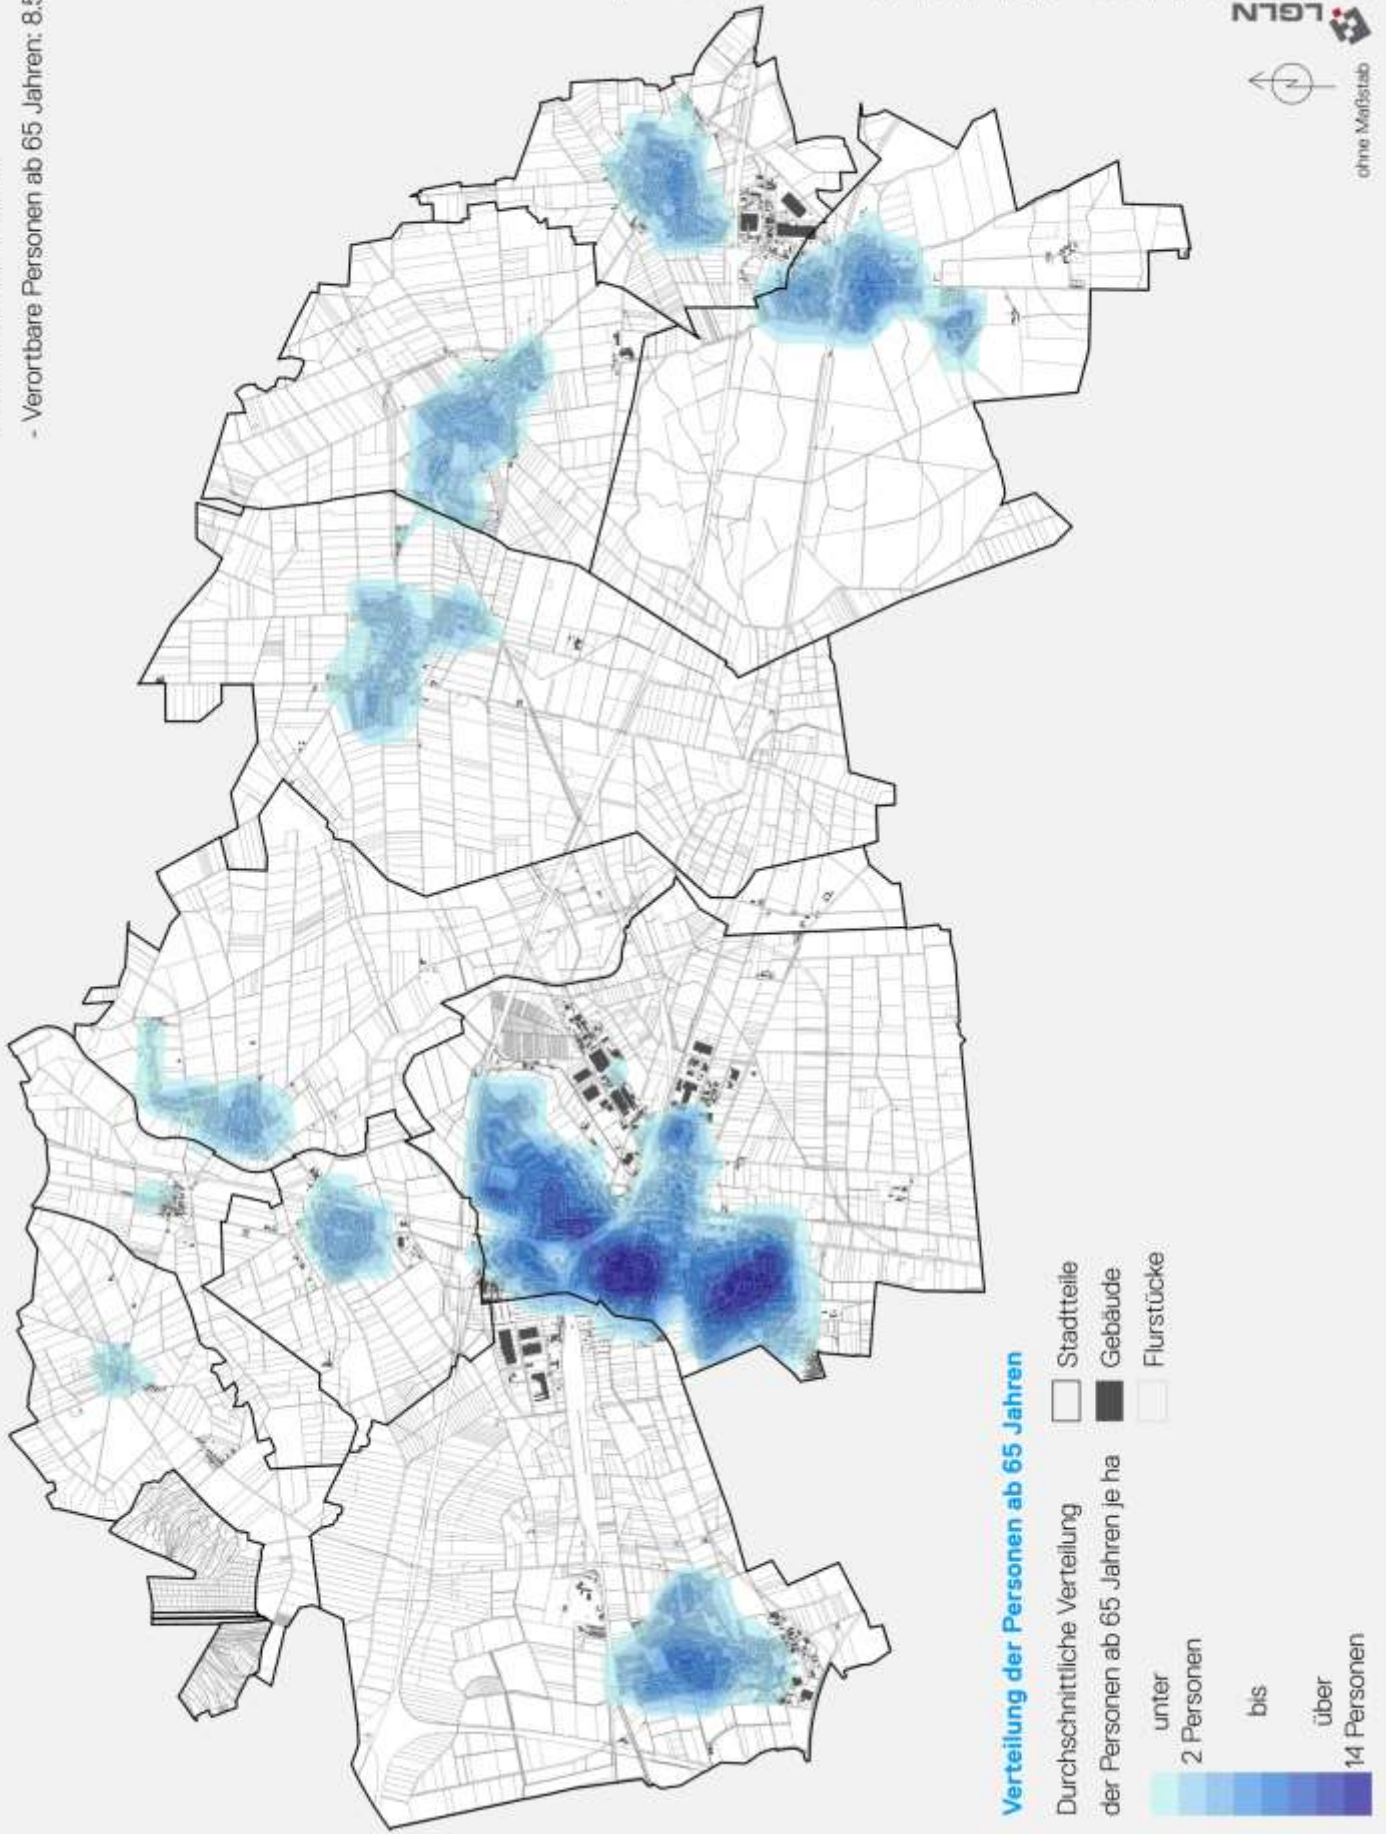 - Verortbare Personen ab 65 Jahren: 8.5
LGLN
N
ohne Maßstab
Verteilung der Personen ab 65 Jahren
Durchschnittliche Verteilung
der Personen ab 65 Jahren je ha
unter
2 Personen
bis
über
14 Personen
Stadtteile
Gebäude
Flurstücke